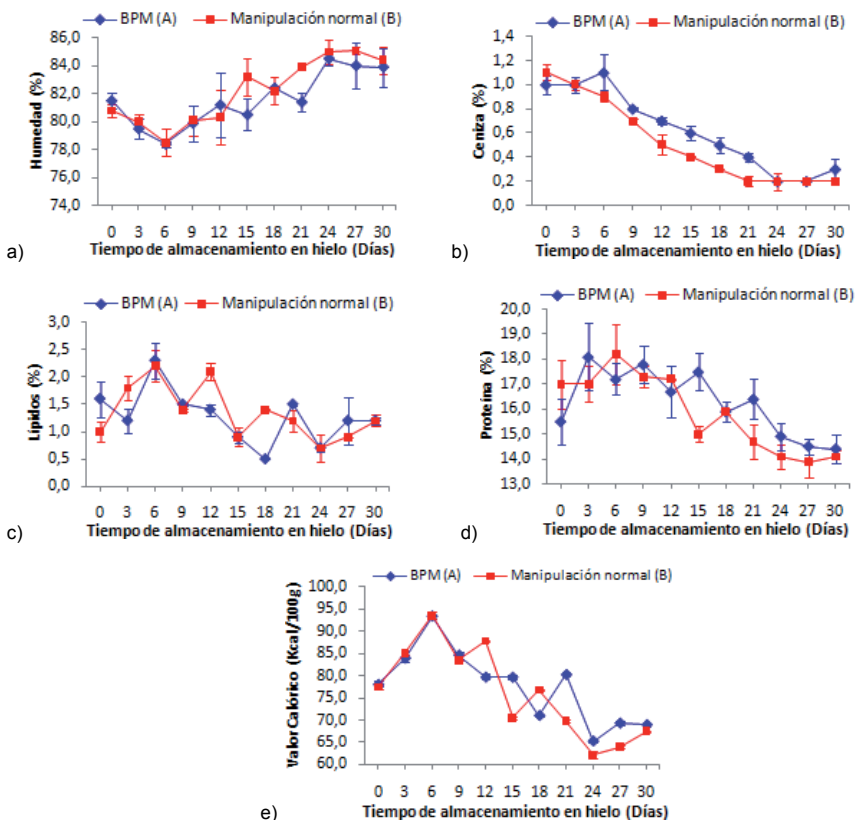 BPM (A) Manipulación normal (B)
86,0
84,0
82,0
80,0
78,0
76,0
74,0
Humedad (%)
0 3 6 9 12 15 18 21 24 27 30
Tiempo de almacenamiento en hielo (Días)
a)
BPM (A) Manipulación normal (B)
1,4
1,2
1,0
0,8
0,6
0,4
0,2
0,0
Ceniza (%)
0 3 6 9 12 15 18 21 24 27 30
Tiempo de almacenamiento en hielo (Días)
b)
BPM (A) Manipulación normal (B)
3,0
2,5
2,0
1,5
1,0
0,5
0,0
Lípidos (%)
0 3 6 9 12 15 18 21 24 27 30
Tiempo de almacenamiento en hielo (Días)
c)
BPM (A) Manipulación normal (B)
20,0
19,0
18,0
17,0
16,0
15,0
14,0
13,0
Proteína (%)
0 3 6 9 12 15 18 21 24 27 30
Tiempo de almacenamiento en hielo (Días)
d)
BPM (A) Manipulación normal (B)
100,0
95,0
90,0
85,0
80,0
75,0
70,0
65,0
60,0
Valor Calórico (Kcal/100g)
0 3 6 9 12 15 18 21 24 27 30
Tiempo de almacenamiento en hielo (Días)
e)